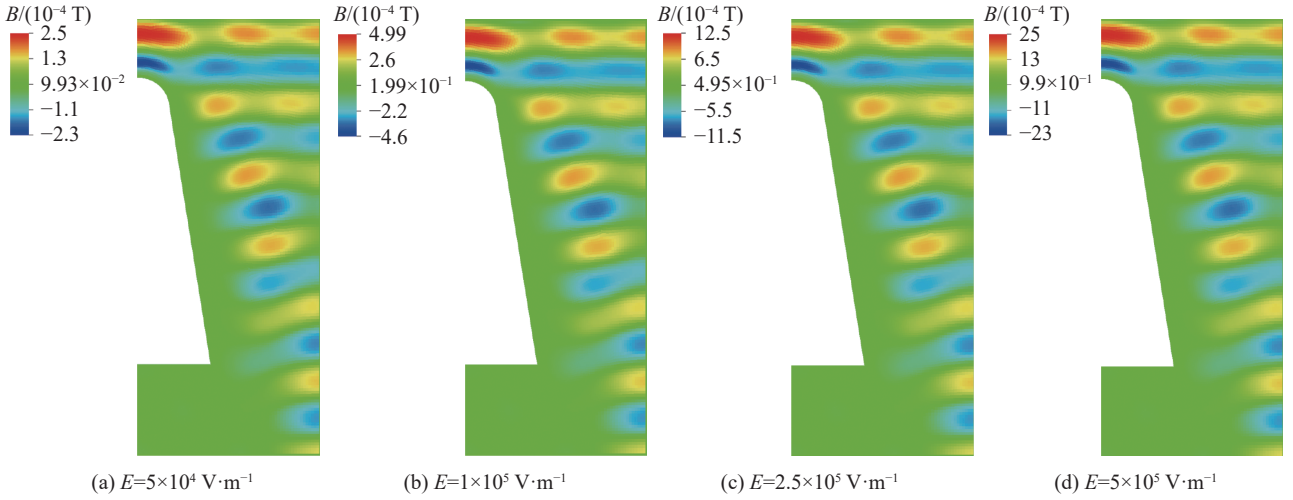 B/(10⁻⁴ T)
2.5
1.3
9.93×10⁻²
−1.1
−2.3
(a) E=5×10⁴ V·m⁻¹
B/(10⁻⁴ T)
4.99
2.6
1.99×10⁻¹
−2.2
−4.6
(b) E=1×10⁵ V·m⁻¹
B/(10⁻⁴ T)
12.5
6.5
4.95×10⁻¹
−5.5
−11.5
(c) E=2.5×10⁵ V·m⁻¹
B/(10⁻⁴ T)
25
13
9.9×10⁻¹
−11
−23
(d) E=5×10⁵ V·m⁻¹